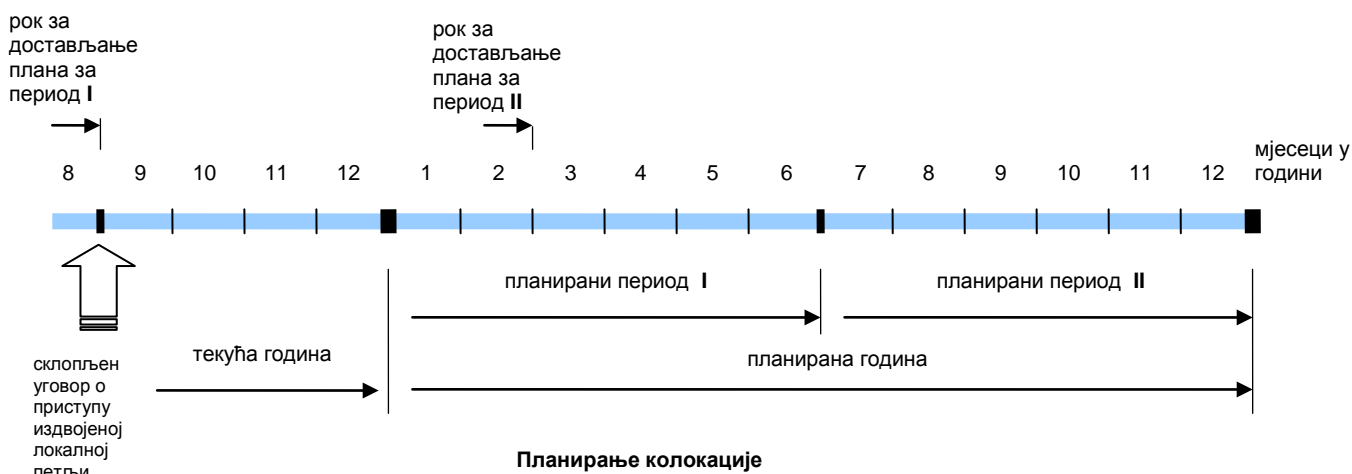 рок за
достављање
плана за
период I
рок за
достављање
плана за
период II
8 9 10 11 12 1 2 3 4 5 6 7 8 9 10 11 12
мјесеци у
години
планирани период I
планирани период II
текућа година
планирана година
склопљен
уговор о
приступу
издвојеној
локалној
петљи
Планирање колокације